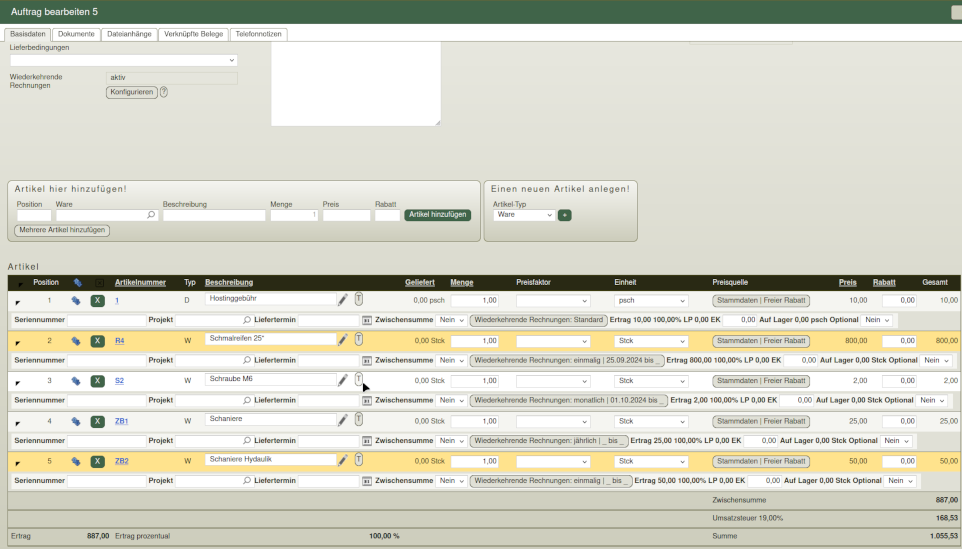 Auftrag bearbeiten 5
Basisdaten Dokumente Dateianhänge Verknüpfte Belege Telefonnotizen
Lieferbedingungen
Wiederkehrende Rechnungen aktiv
Konfigurieren ?
Artikel hier hinzufügen!
Position Ware Beschreibung Menge Preis Rabatt
1 Artikel hinzufügen
Mehrere Artikel hinzufügen
Einen neuen Artikel anlegen!
Artikel-Typ
Ware +
Artikel
Position Artikelnummer Typ Beschreibung Geliefert Menge Preisfaktor Einheit Preisquelle Preis Rabatt Gesamt
1 X 1 D Hostinggebühr T 0,00 psch 1,00 psch Stammdaten | Freier Rabatt 10,00 0,00 10,00
Seriennummer Projekt Liefertermin Zwischensumme Nein Wiederkehrende Rechnungen: Standard Ertrag 10,00 100,00% LP 0,00 EK 0,00 Auf Lager 0,00 psch Optional Nein
2 X R4 W Schmalreifen 25" T 0,00 Stck 1,00 Stck Stammdaten | Freier Rabatt 800,00 0,00 800,00
Seriennummer Projekt Liefertermin Zwischensumme Nein Wiederkehrende Rechnungen: einmalig | 25.09.2024 bis _ Ertrag 800,00 100,00% LP 0,00 EK 0,00 Auf Lager 0,00 Stck Optional Nein
3 X S2 W Schraube M6 T 0,00 Stck 1,00 Stck Stammdaten | Freier Rabatt 2,00 0,00 2,00
Seriennummer Projekt Liefertermin Zwischensumme Nein Wiederkehrende Rechnungen: monatlich | 01.10.2024 bis _ Ertrag 2,00 100,00% LP 0,00 EK 0,00 Auf Lager 0,00 Stck Optional Nein
4 X ZB1 W Schaniere T 0,00 Stck 1,00 Stck Stammdaten | Freier Rabatt 25,00 0,00 25,00
Seriennummer Projekt Liefertermin Zwischensumme Nein Wiederkehrende Rechnungen: jährlich | _ bis _ Ertrag 25,00 100,00% LP 0,00 EK 0,00 Auf Lager 0,00 Stck Optional Nein
5 X ZB2 W Schaniere Hydaulik T 0,00 Stck 1,00 Stck Stammdaten | Freier Rabatt 50,00 0,00 50,00
Seriennummer Projekt Liefertermin Zwischensumme Nein Wiederkehrende Rechnungen: einmalig | _ bis _ Ertrag 50,00 100,00% LP 0,00 EK 0,00 Auf Lager 0,00 Stck Optional Nein
Zwischensumme 887,00
Umsatzsteuer 19,00% 168,53
Ertrag 887,00 Ertrag prozentual 100,00 % Summe 1.055,53